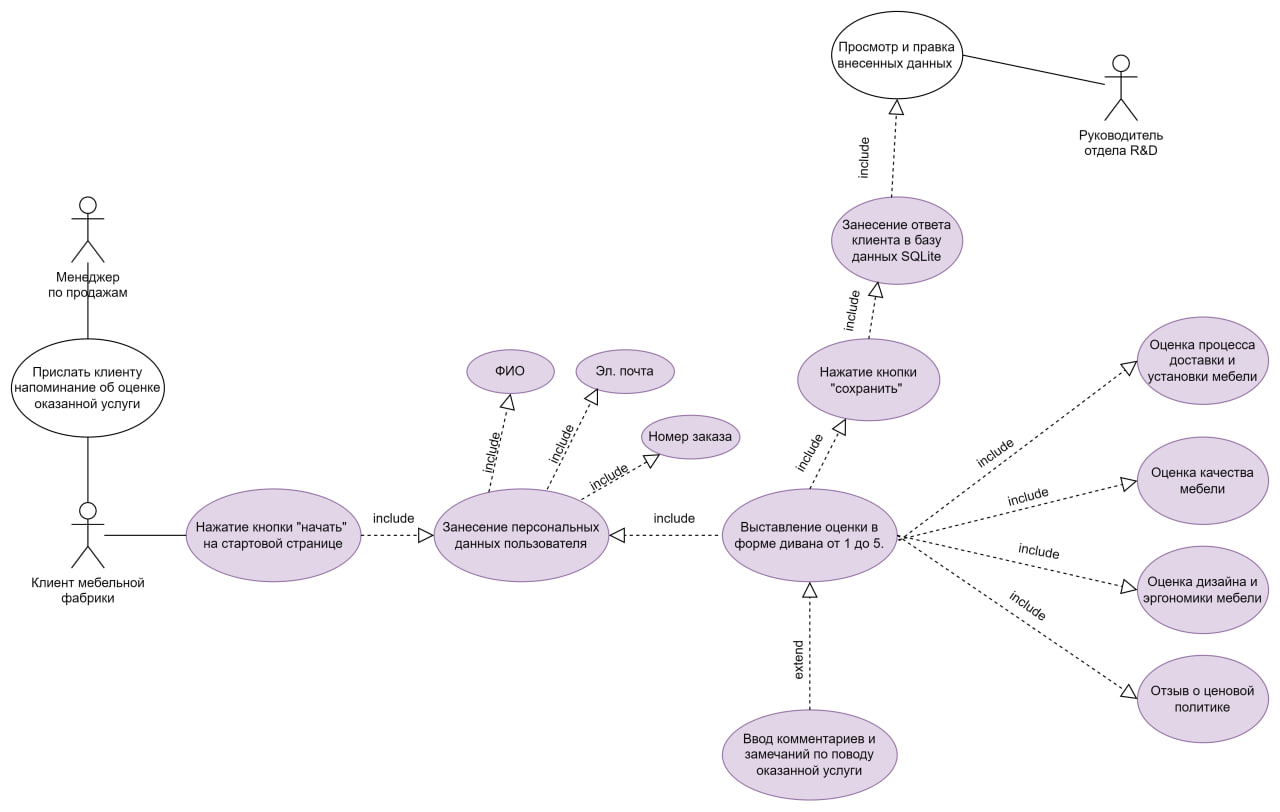 Просмотр и правка
внесенных данных
Руководитель
отдела R&D
include
Занесение ответа
клиента в базу
данных SQLite
Менеджер
по продажам
include
Прислать клиенту
напоминание об оценке
оказанной услуги
ФИО
Эл. почта
Нажатие кнопки
"сохранить"
Оценка процесса
доставки и
установки мебели
Номер заказа
include
include
include
include
include
Оценка качества
мебели
include
Нажатие кнопки "начать"
на стартовой странице
include
Занесение персональных
данных пользователя
include
Выставление оценки в
форме дивана от 1 до 5.
include
Клиент мебельной
фабрики
Оценка дизайна и
эргономики мебели
include
extend
Отзыв о ценовой
политике
Ввод комментариев и
замечаний по поводу
оказанной услуги